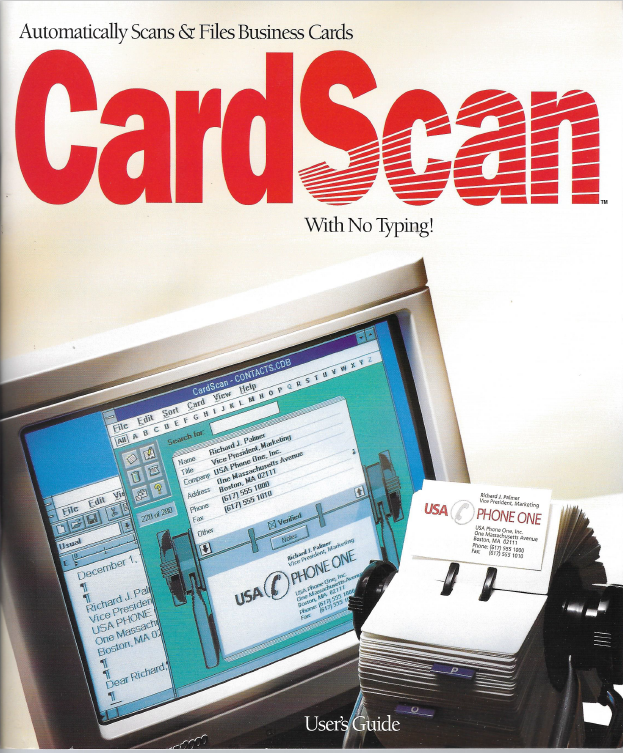 Automatically Scans & Files Business Cards
CardScan™
With No Typing!
CardScan - CONTACTS.CDB
File Edit Sort Card View Help
All A B C D E F G H I J K L M N O P Q R S T U V W X Y Z
Search for:
Name Richard J. Palmer
Title Vice President, Marketing
Company USA Phone One, Inc.
Address One Massachusetts Avenue
Boston, MA 02111
Phone (617) 555 1000
Fax (617) 555 1010
Other
220 of 280
Verified
Notes
Richard J. Palmer
Vice President, Marketing
USA PHONE ONE
USA Phone One, Inc.
One Massachusetts Avenue
Boston, MA 02111
Phone: (617) 555 1000
Fax: (617) 555 1010
File Edit Vi
Usual
December 1,
Richard J. Pal
Vice Presiden
USA PHONE
One Massach
Boston, MA 02
Dear Richard
Richard J. Palmer
Vice President, Marketing
USA PHONE ONE
USA Phone One, Inc.
One Massachusetts Avenue
Boston, MA 02111
Phone: (617) 555 1000
Fax: (617) 555 1010
P
O
User's Guide